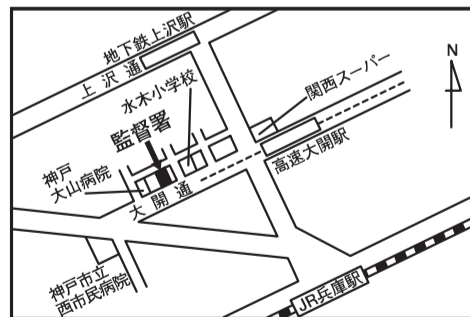 地下鉄上沢駅
上沢通
水木小学校
関西スーパー
N
監督署
神戸
大山病院
高速大開駅
大開通
神戸市立
西市民病院
JR兵庫駅